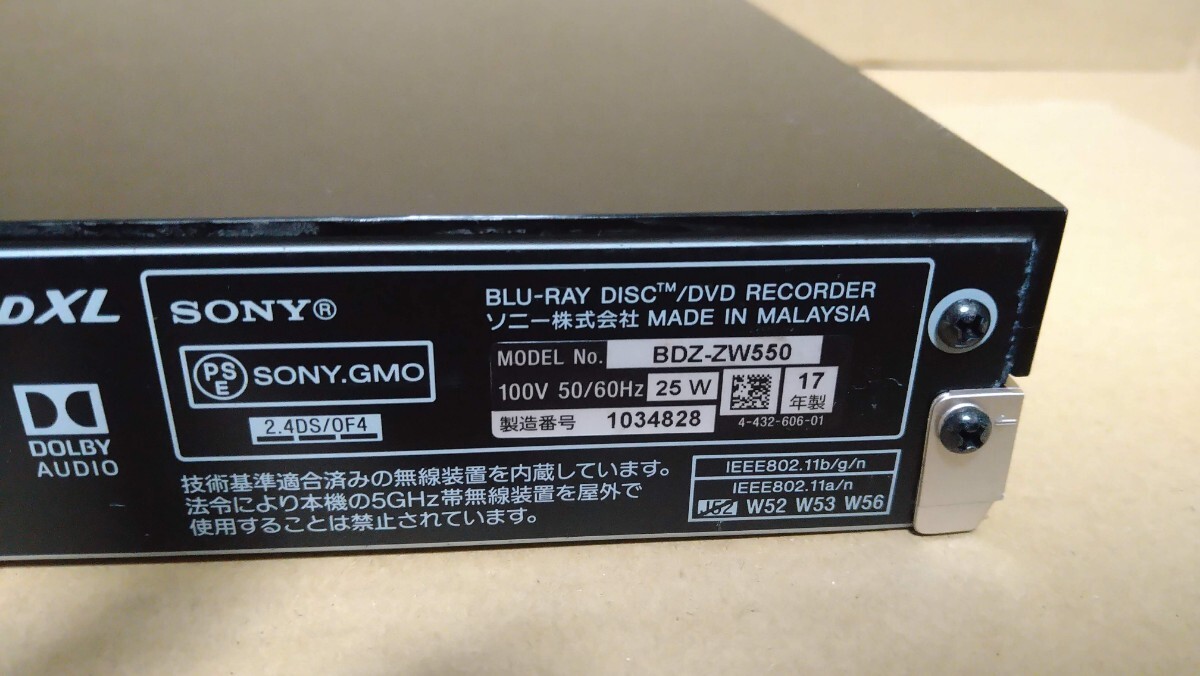 DXL
DOLBY
AUDIO
SONY®
PS
E
SONY.GMO
2.4DS/OF4
BLU-RAY DISC™/DVD RECORDER
ソニー株式会社 MADE IN MALAYSIA
MODEL No. BDZ-ZW550
100V 50/60Hz 25 W
17
年製
製造番号 1034828
4-432-606-01
技術基準適合済みの無線装置を内蔵しています。
法令により本機の5GHz帯無線装置を屋外で
使用することは禁止されています。
IEEE802.11b/g/n
IEEE802.11a/n
J52 W52 W53 W56